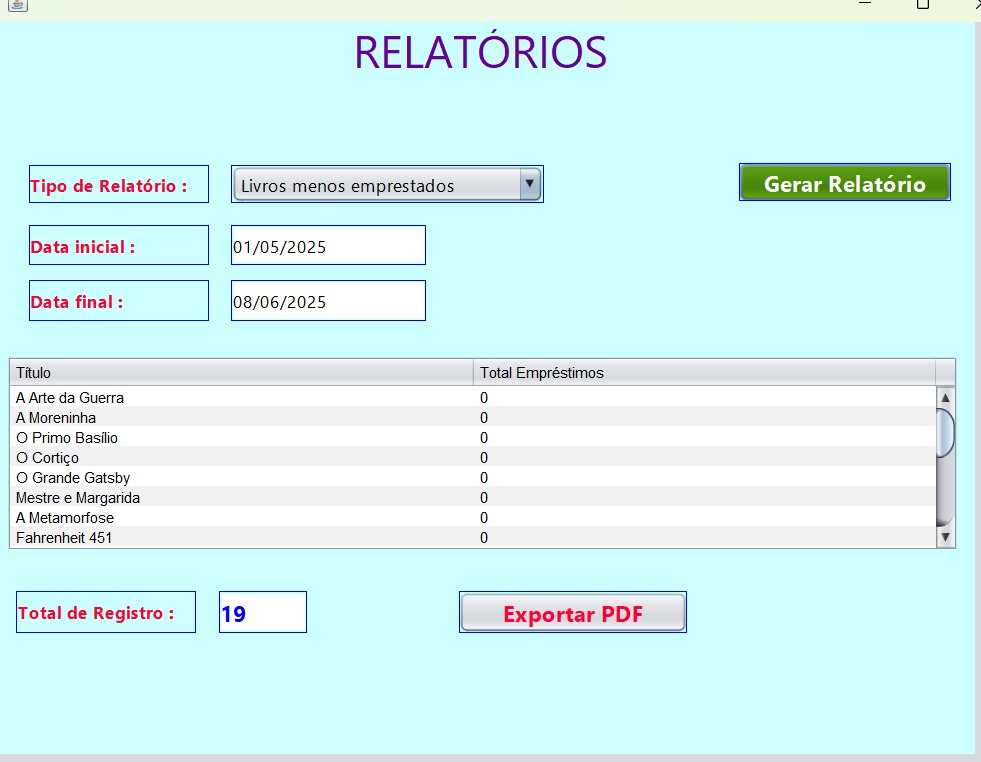 RELATÓRIOS
Tipo de Relatório : Livros menos emprestados Gerar Relatório
Data inicial : 01/05/2025
Data final : 08/06/2025
Título Total Empréstimos
A Arte da Guerra 0
A Moreninha 0
O Primo Basílio 0
O Cortiço 0
O Grande Gatsby 0
Mestre e Margarida 0
A Metamorfose 0
Fahrenheit 451 0
Total de Registro : 19 Exportar PDF